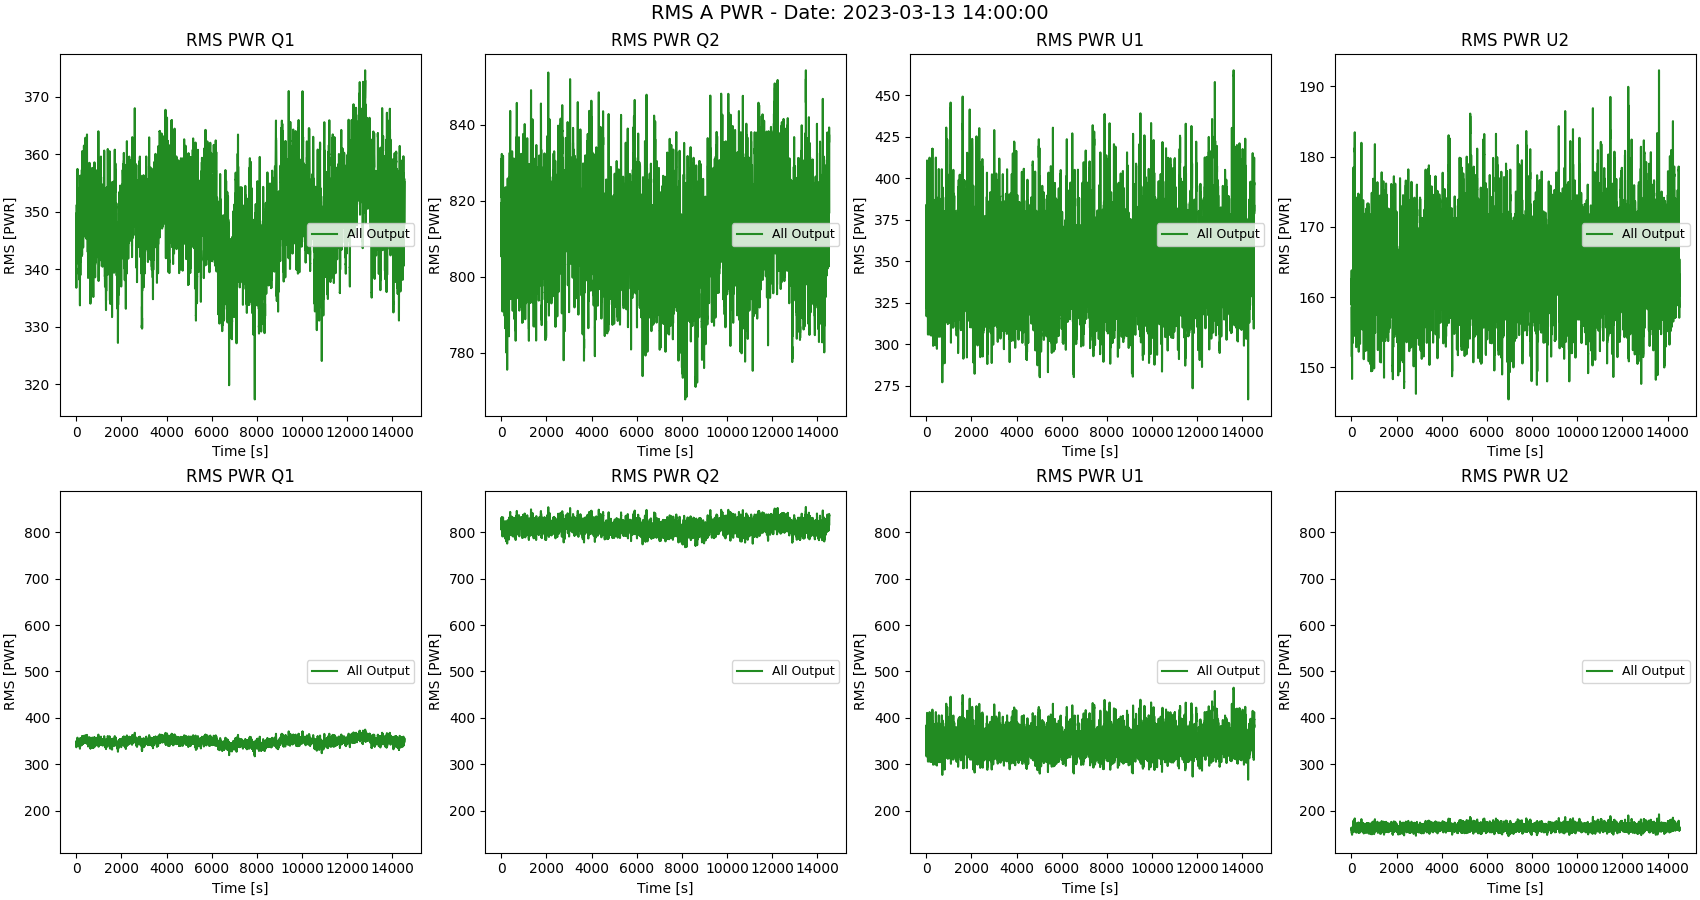 RMS A PWR - Date: 2023-03-13 14:00:00
RMS PWR Q1
RMS [PWR]
370
360
350
340
330
320
All Output
0 2000 4000 6000 8000 10000 12000 14000
Time [s]
RMS PWR Q2
RMS [PWR]
840
820
800
780
All Output
0 2000 4000 6000 8000 10000 12000 14000
Time [s]
RMS PWR U1
RMS [PWR]
450
425
400
375
350
325
300
275
All Output
0 2000 4000 6000 8000 10000 12000 14000
Time [s]
RMS PWR U2
RMS [PWR]
190
180
170
160
150
All Output
0 2000 4000 6000 8000 10000 12000 14000
Time [s]
RMS PWR Q1
RMS [PWR]
800
700
600
500
400
300
200
All Output
0 2000 4000 6000 8000 10000 12000 14000
Time [s]
RMS PWR Q2
RMS [PWR]
800
700
600
500
400
300
200
All Output
0 2000 4000 6000 8000 10000 12000 14000
Time [s]
RMS PWR U1
RMS [PWR]
800
700
600
500
400
300
200
All Output
0 2000 4000 6000 8000 10000 12000 14000
Time [s]
RMS PWR U2
RMS [PWR]
800
700
600
500
400
300
200
All Output
0 2000 4000 6000 8000 10000 12000 14000
Time [s]